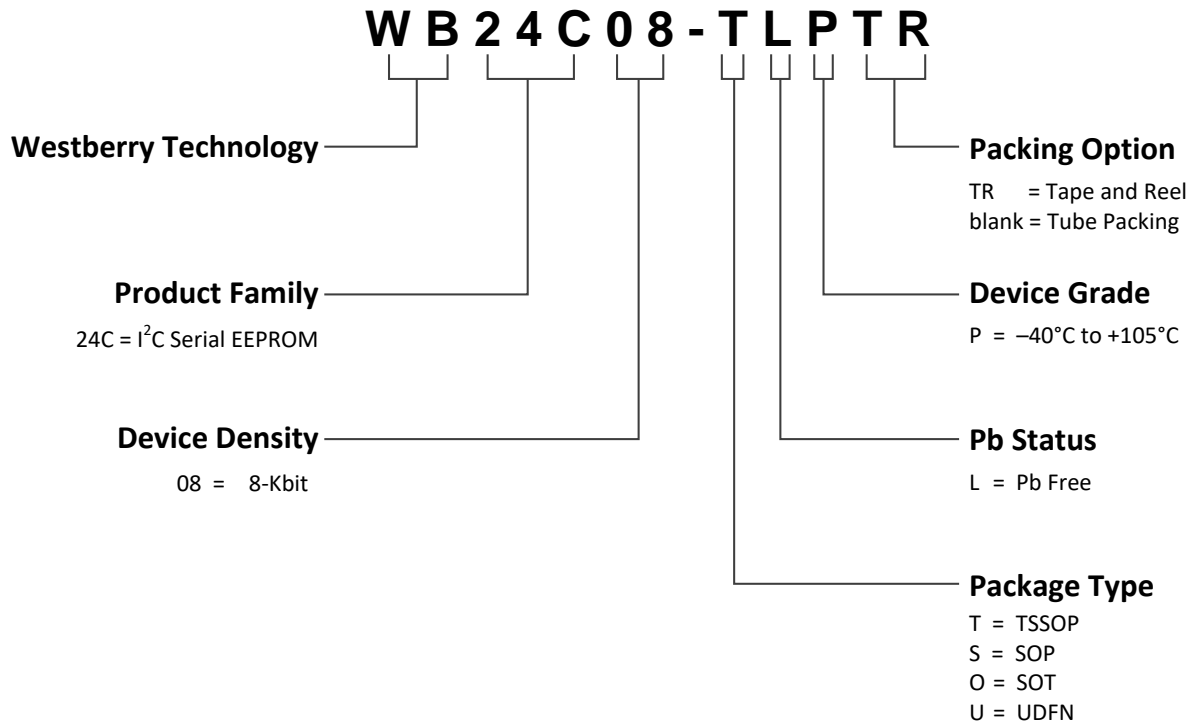 WB24C08-TLPTR
Westberry Technology
Product Family
24C = I²C Serial EEPROM
Device Density
08 = 8-Kbit
Packing Option
TR = Tape and Reel
blank = Tube Packing
Device Grade
P = –40°C to +105°C
Pb Status
L = Pb Free
Package Type
T = TSSOP
S = SOP
O = SOT
U = UDFN